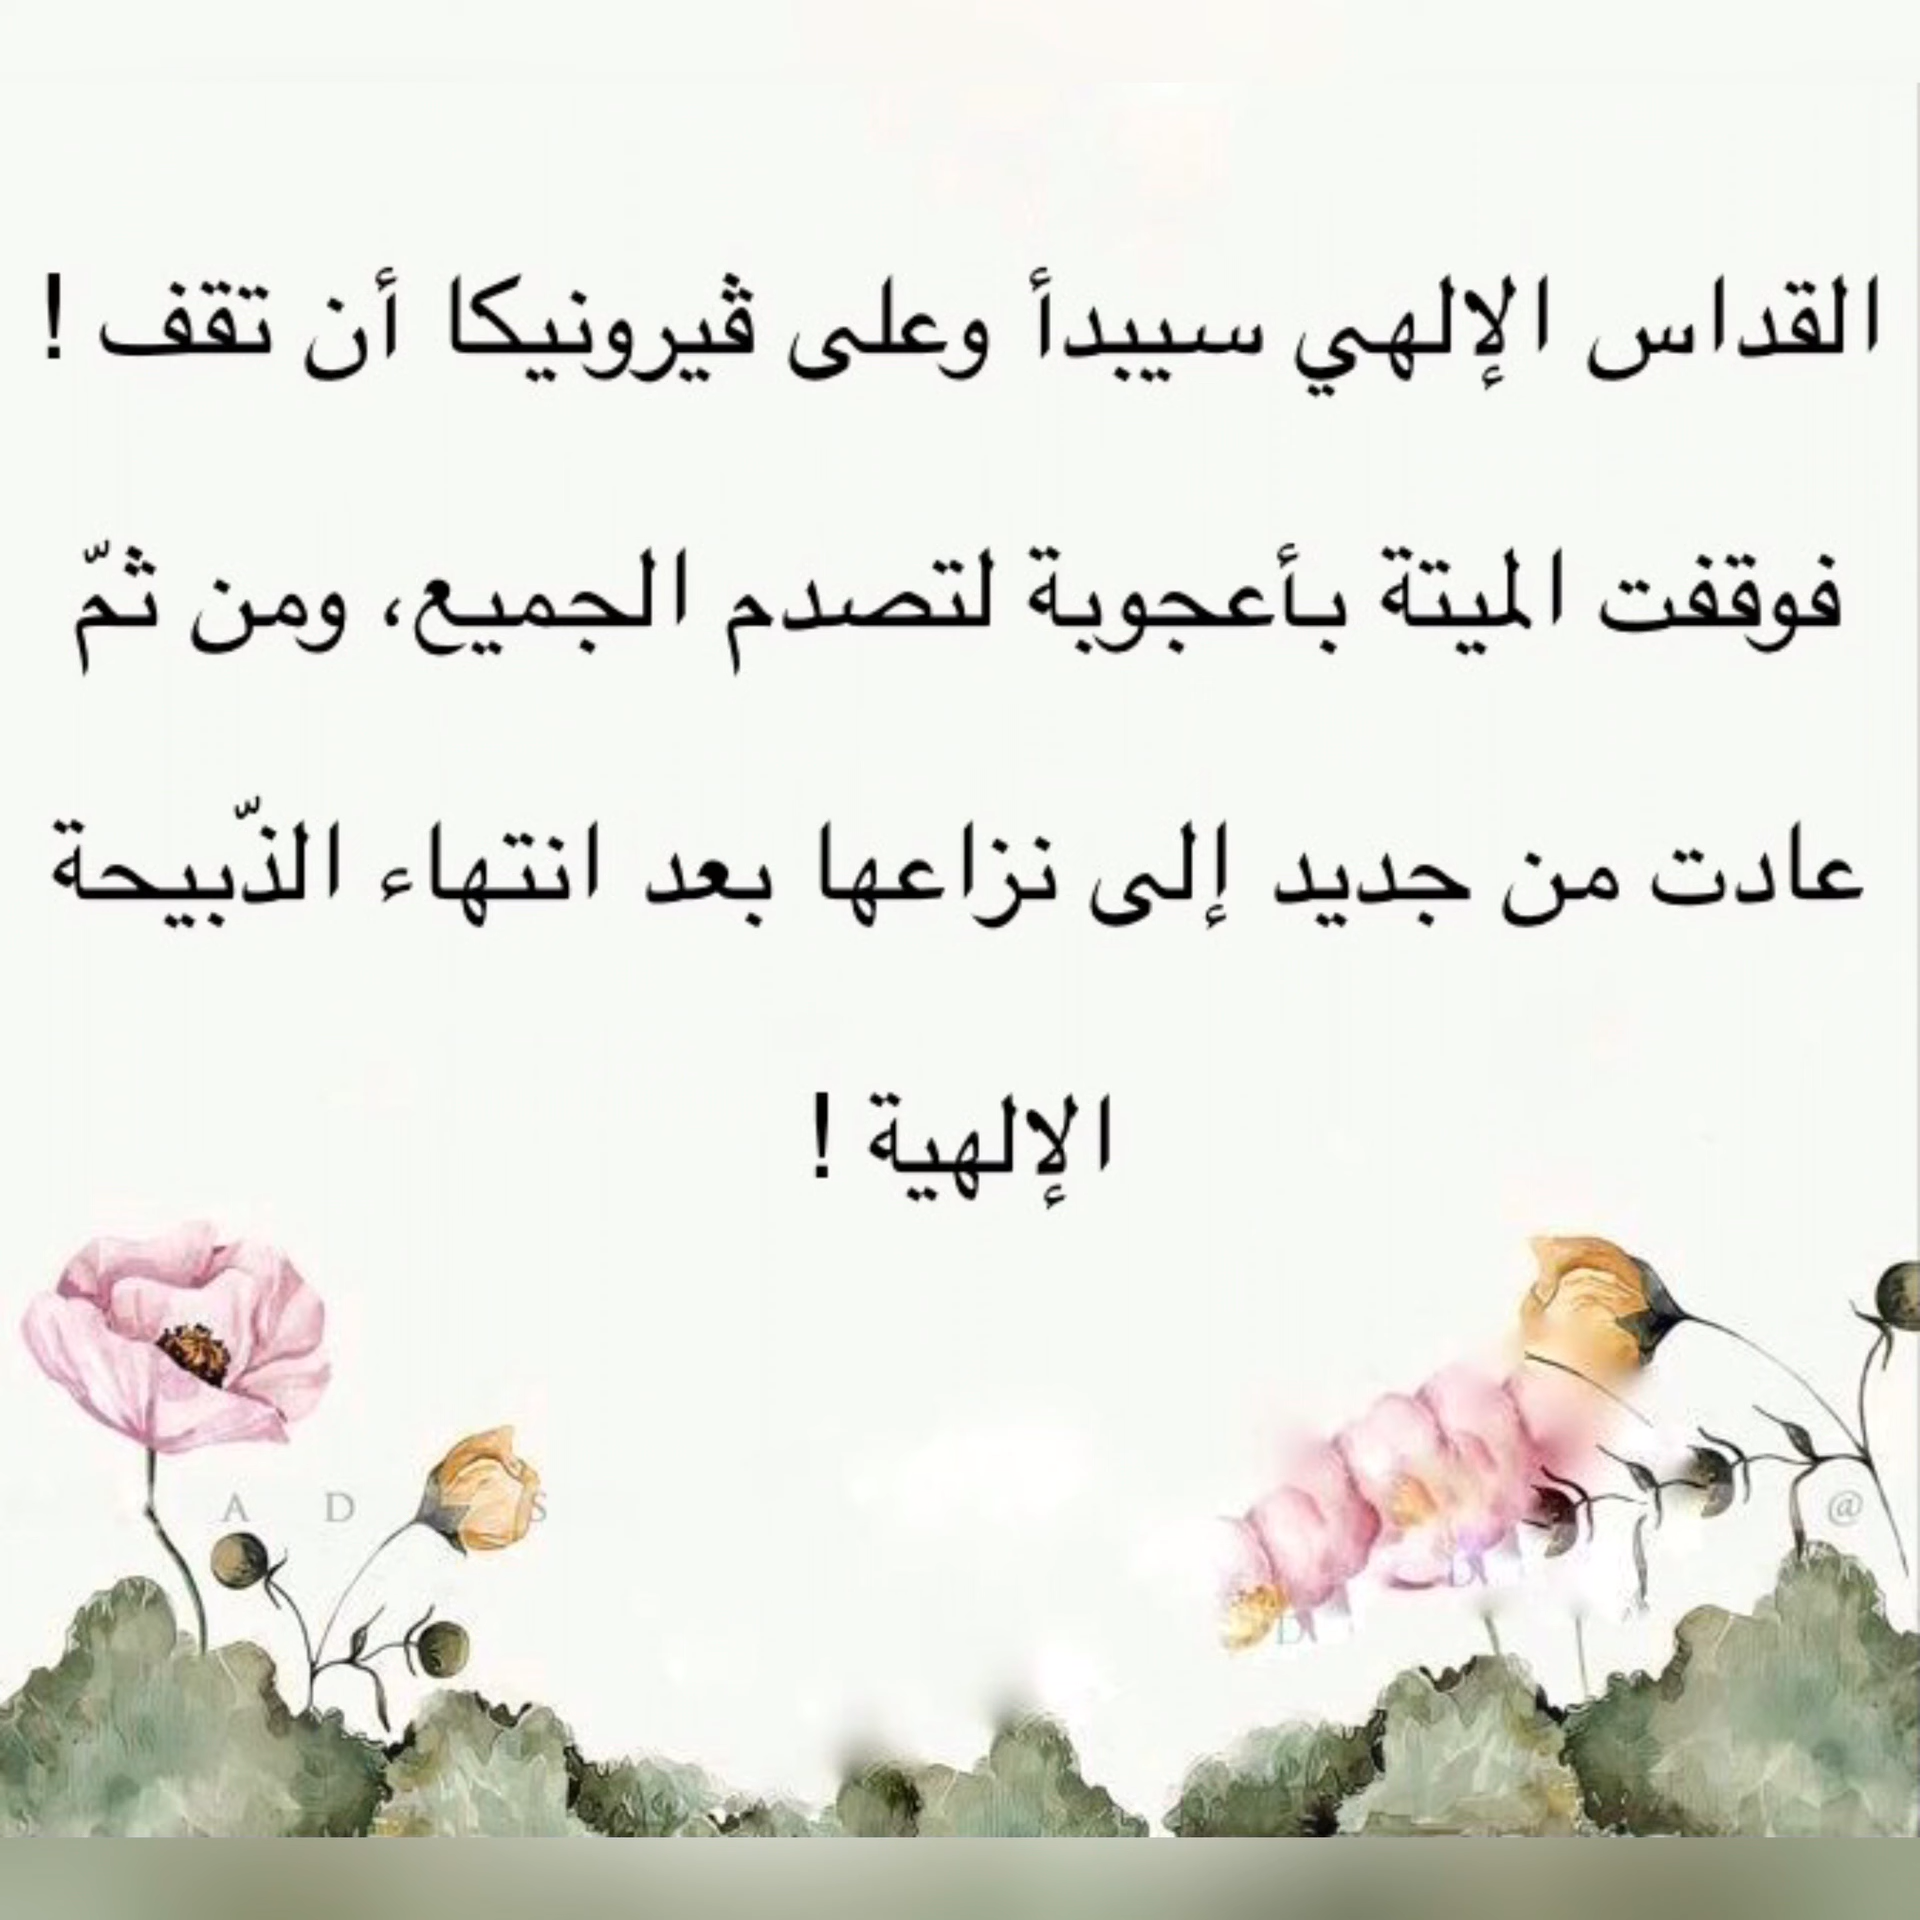 القداس الإلهي سيبدأ وعلى ڤيرونيكا أن تقف !
فوقفت الميتة بأعجوبة لتصدم الجميع، ومن ثمّ
عادت من جديد إلى نزاعها بعد انتهاء الذّبيحة
الإلهية !
A D S @